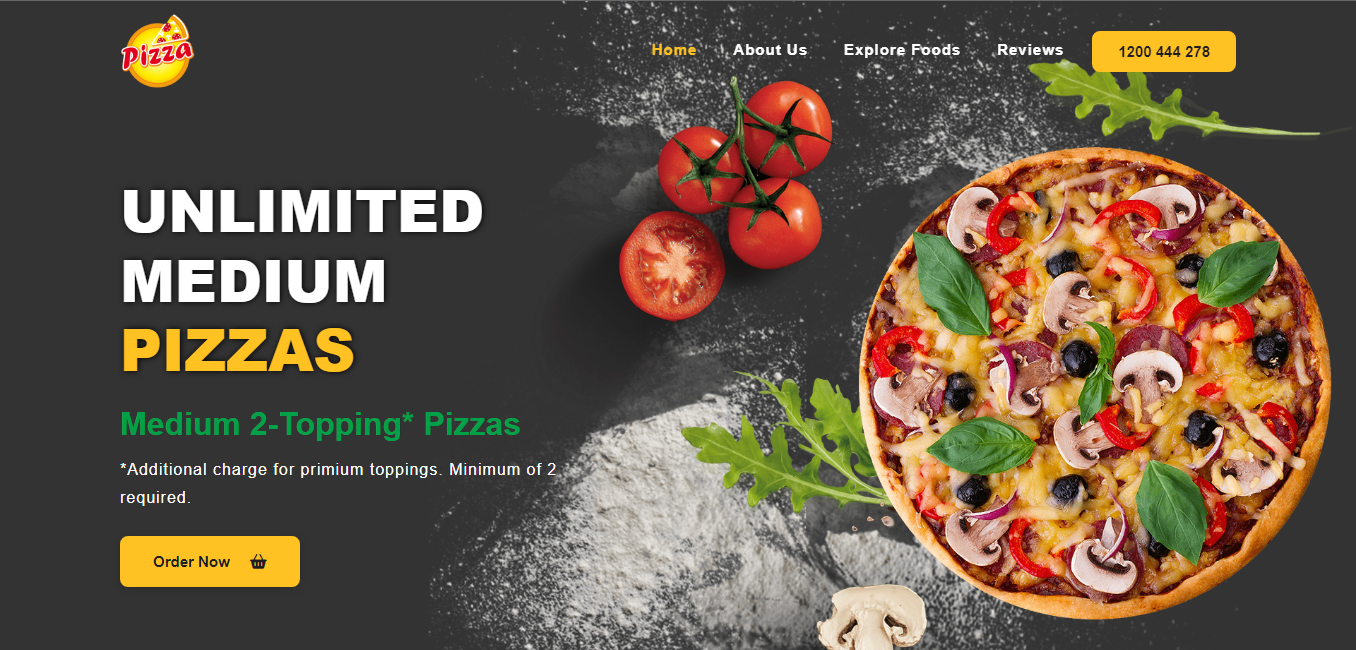 Pizza
Home
About Us
Explore Foods
Reviews
1200 444 278
UNLIMITED
MEDIUM
PIZZAS
Medium 2-Topping* Pizzas
*Additional charge for primium toppings. Minimum of 2
required.
Order Now